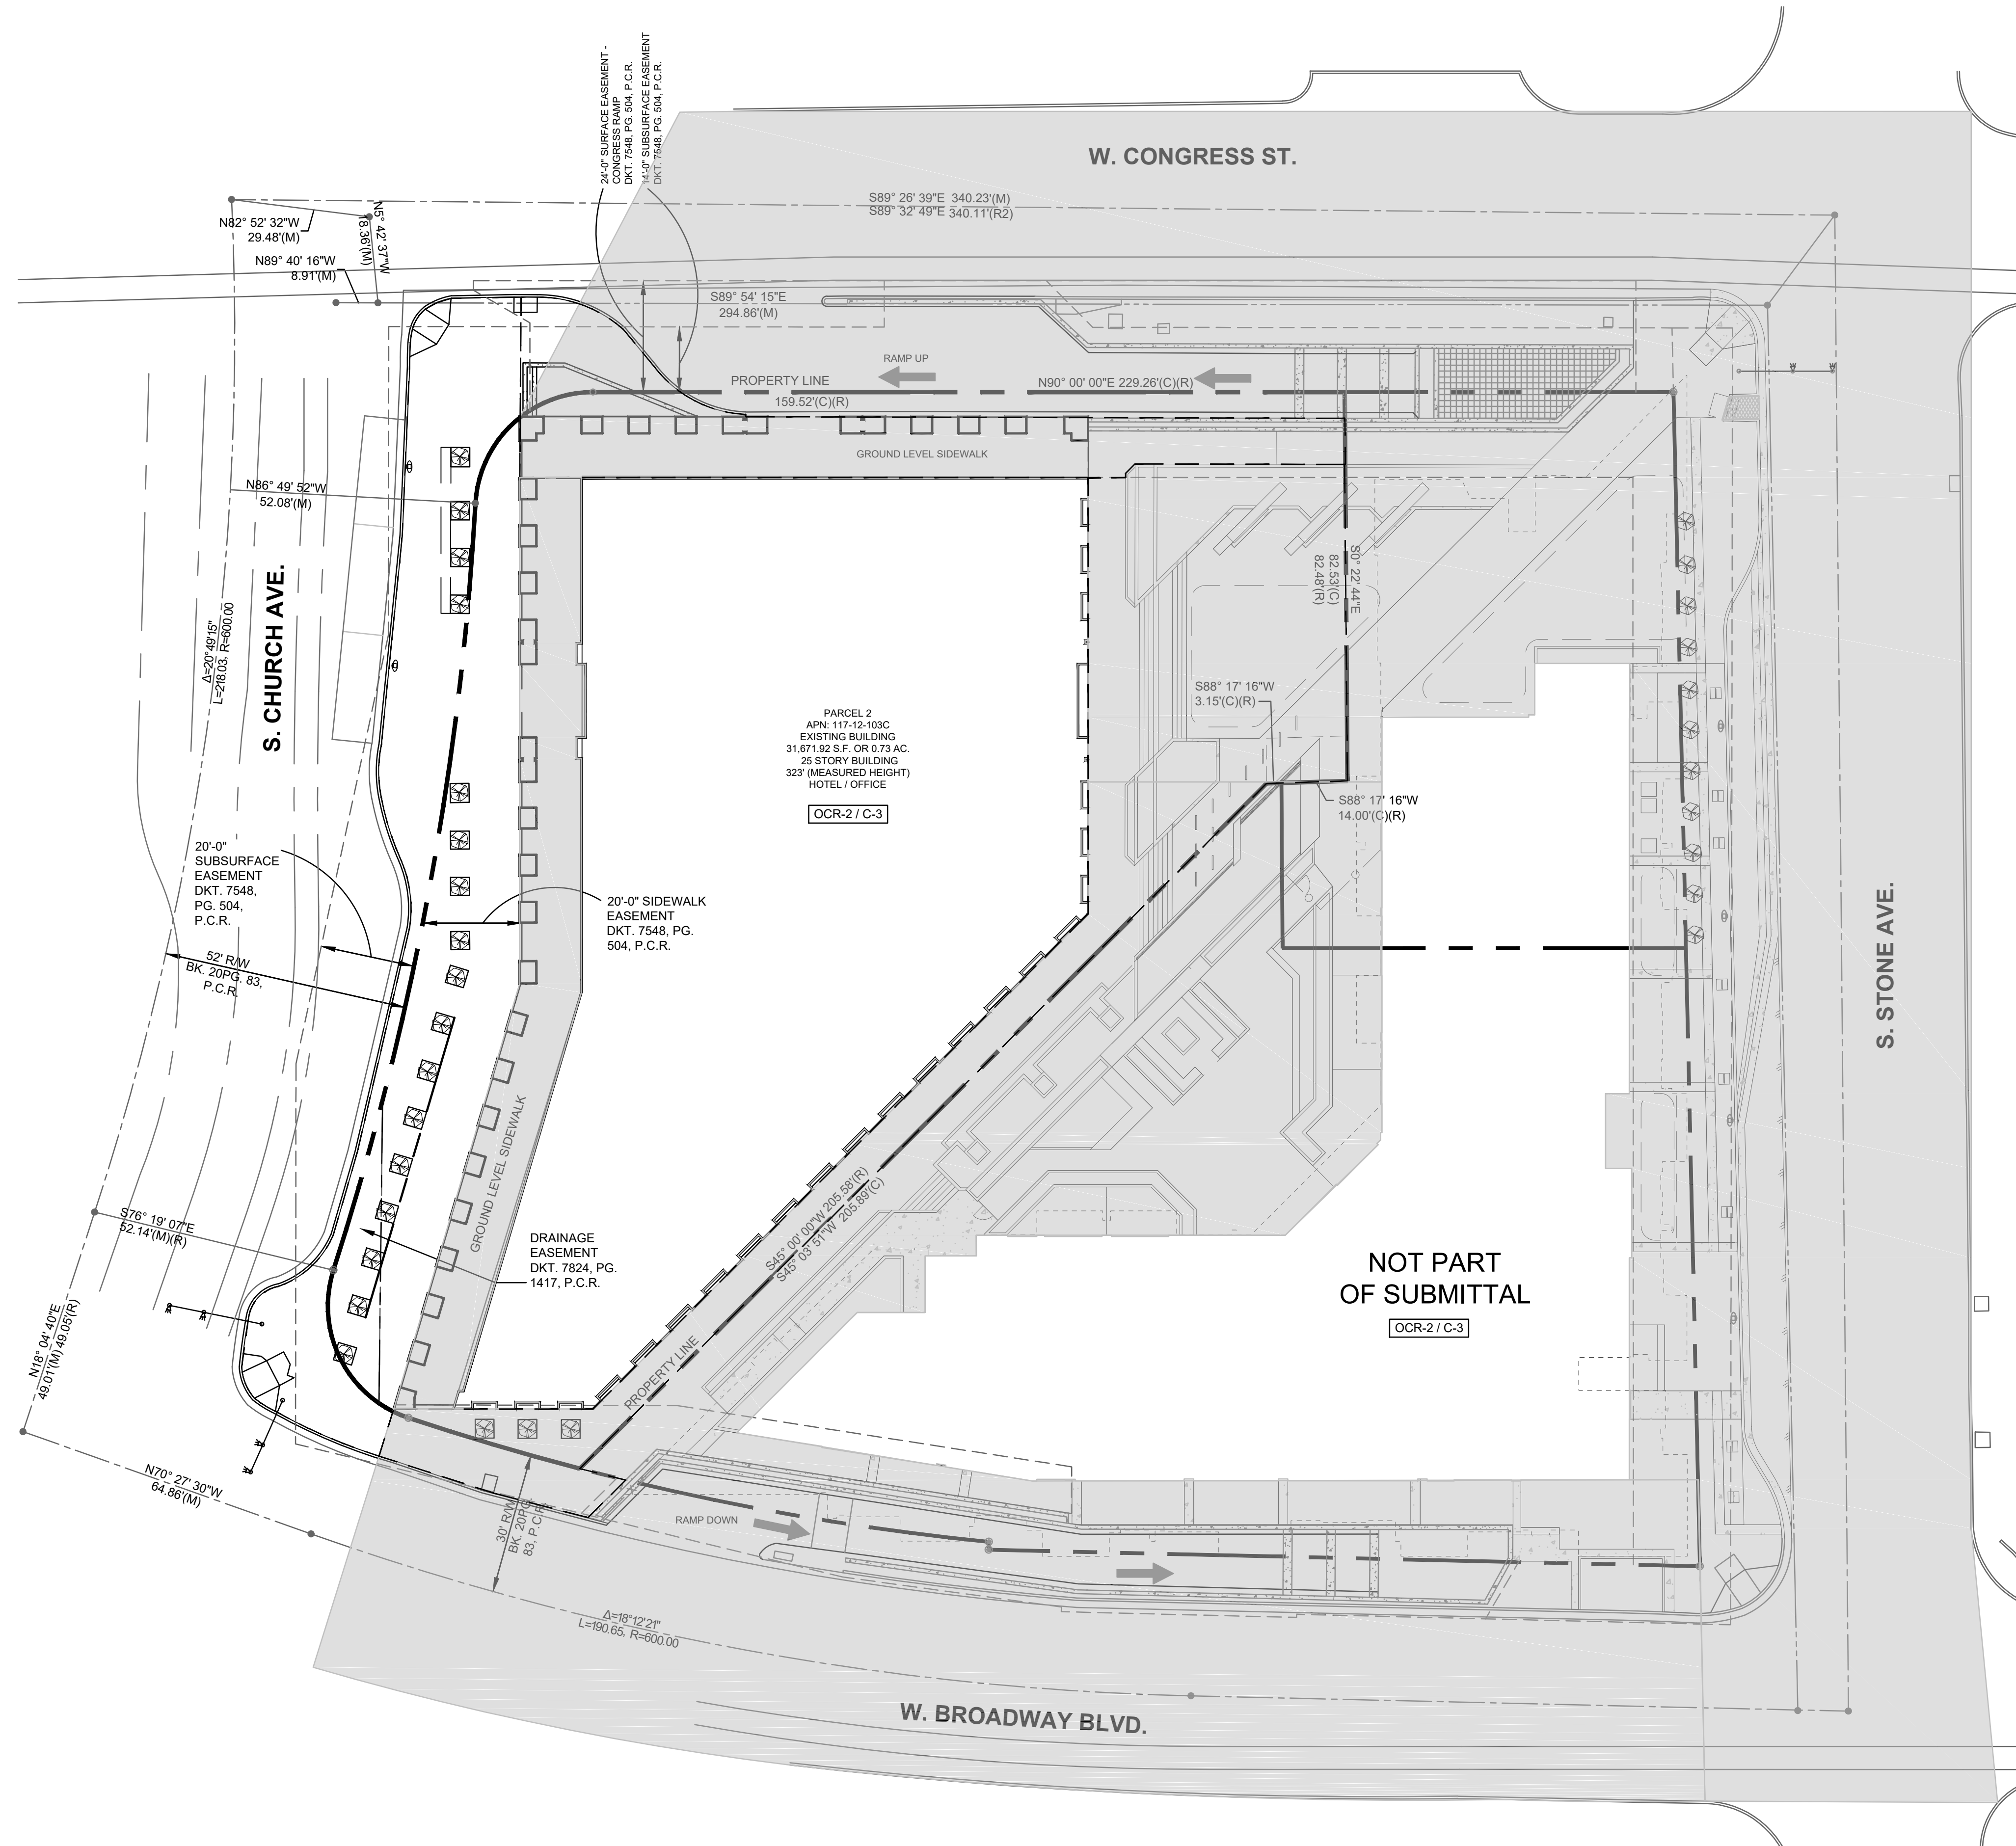 24'-0" SURFACE EASEMENT -
CONGRESS RAMP
DKT. 7548, PG. 504, P.C.R.
14'-0" SUBSURFACE EASEMENT
DKT. 7548, PG. 504, P.C.R.
W. CONGRESS ST.
S89° 26' 39"E 340.23'(M)
S89° 32' 49"E 340.11'(R2)
N82° 52' 32"W
29.48'(M)
N5° 42' 37"W
18.36'(M)
N89° 40' 16"W
8.91'(M)
S89° 54' 15"E
294.86'(M)
RAMP UP
PROPERTY LINE
N90° 00' 00"E 229.26'(C)(R)
159.52'(C)(R)
GROUND LEVEL SIDEWALK
N86° 49' 52"W
52.08'(M)
S0° 22' 44"E
82.53'(C)
82.48'(R)
S. CHURCH AVE.
Δ=20°49'15"
L=218.03, R=600.00
S88° 17' 16"W
3.15'(C)(R)
PARCEL 2
APN: 117-12-103C
EXISTING BUILDING
31,671.92 S.F. OR 0.73 AC.
25 STORY BUILDING
323' (MEASURED HEIGHT)
HOTEL / OFFICE
OCR-2 / C-3
S88° 17' 16"W
14.00'(C)(R)
20'-0"
SUBSURFACE
EASEMENT
DKT. 7548,
PG. 504,
P.C.R.
20'-0" SIDEWALK
EASEMENT
DKT. 7548, PG.
504, P.C.R.
52' R/W
BK. 20PG. 83,
P.C.R.
S. STONE AVE.
GROUND LEVEL SIDEWALK
S45° 00' 00"W 205.58'(R)
S45° 03' 51"W 205.89'(C)
S76° 19' 07"E
52.14'(M)(R)
DRAINAGE
EASEMENT
DKT. 7824, PG.
1417, P.C.R.
NOT PART
OF SUBMITTAL
OCR-2 / C-3
N18° 04' 40"E
49.01'(M) 49.05'(R)
PROPERTY LINE
N70° 27' 30"W
64.86'(M)
30' R/W
BK. 20PG.
83, P.C.R.
RAMP DOWN
Δ=18°12'21"
L=190.65, R=600.00
W. BROADWAY BLVD.